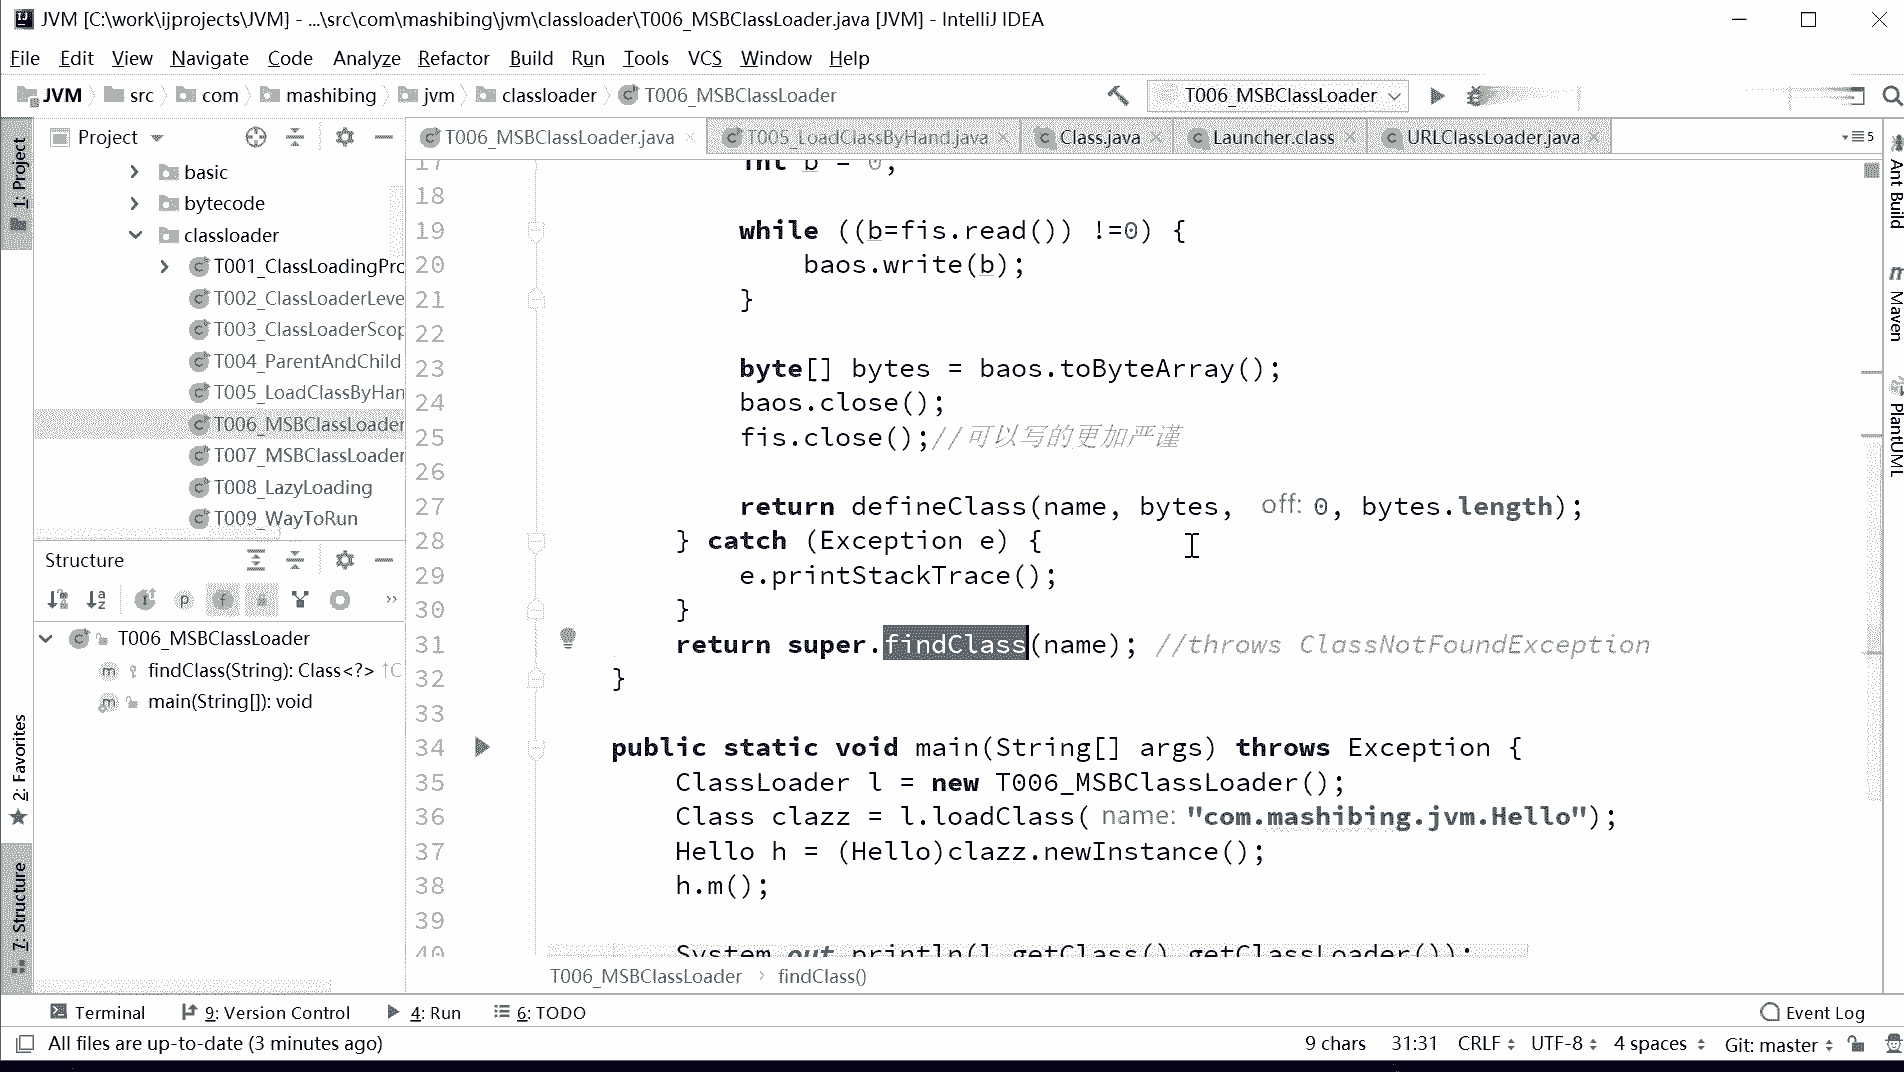 JVM [C:\work\ijprojects\JVM] - ...\src\com\mashibing\jvm\classloader\T006_MSBClassLoader.java [JVM] - IntelliJ IDEA
File Edit View Navigate Code Analyze Refactor Build Run Tools VCS Window Help
JVM src com mashibing jvm classloader T006_MSBClassLoader
T006_MSBClassLoader
Project
T006_MSBClassLoader.java T005_LoadClassByHand.java Class.java Launcher.class URLClassLoader.java 5
1: Project
basic
bytecode
classloader
T001_ClassLoadingPro
T002_ClassLoaderLeve
T003_ClassLoaderScop
T004_ParentAndChild
T005_LoadClassByHan
T006_MSBClassLoader
T007_MSBClassLoader
T008_LazyLoading
T009_WayToRun
Structure
T006_MSBClassLoader
findClass(String): Class<?> ↑C
main(String[]): void
2: Favorites
7: Structure
17 int b = 0;
18
19 while ((b=fis.read()) !=0) {
20 baos.write(b);
21 }
22
23 byte[] bytes = baos.toByteArray();
24 baos.close();
25 fis.close();//可以写的更加严谨
26
27 return defineClass(name, bytes, off: 0, bytes.length);
28 } catch (Exception e) {
29 e.printStackTrace();
30 }
31 return super.findClass(name); //throws ClassNotFoundException
32 }
33
34 public static void main(String[] args) throws Exception {
35 ClassLoader l = new T006_MSBClassLoader();
36 Class clazz = l.loadClass( name: "com.mashibing.jvm.Hello");
37 Hello h = (Hello)clazz.newInstance();
38 h.m();
39
40 System.out.println(l.getClass().getClassLoader());
T006_MSBClassLoader › findClass()
Ant Build
Maven
PlantUML
Terminal 9: Version Control 4: Run 6: TODO Event Log
All files are up-to-date (3 minutes ago) 9 chars 31:31 CRLF UTF-8 4 spaces Git: master